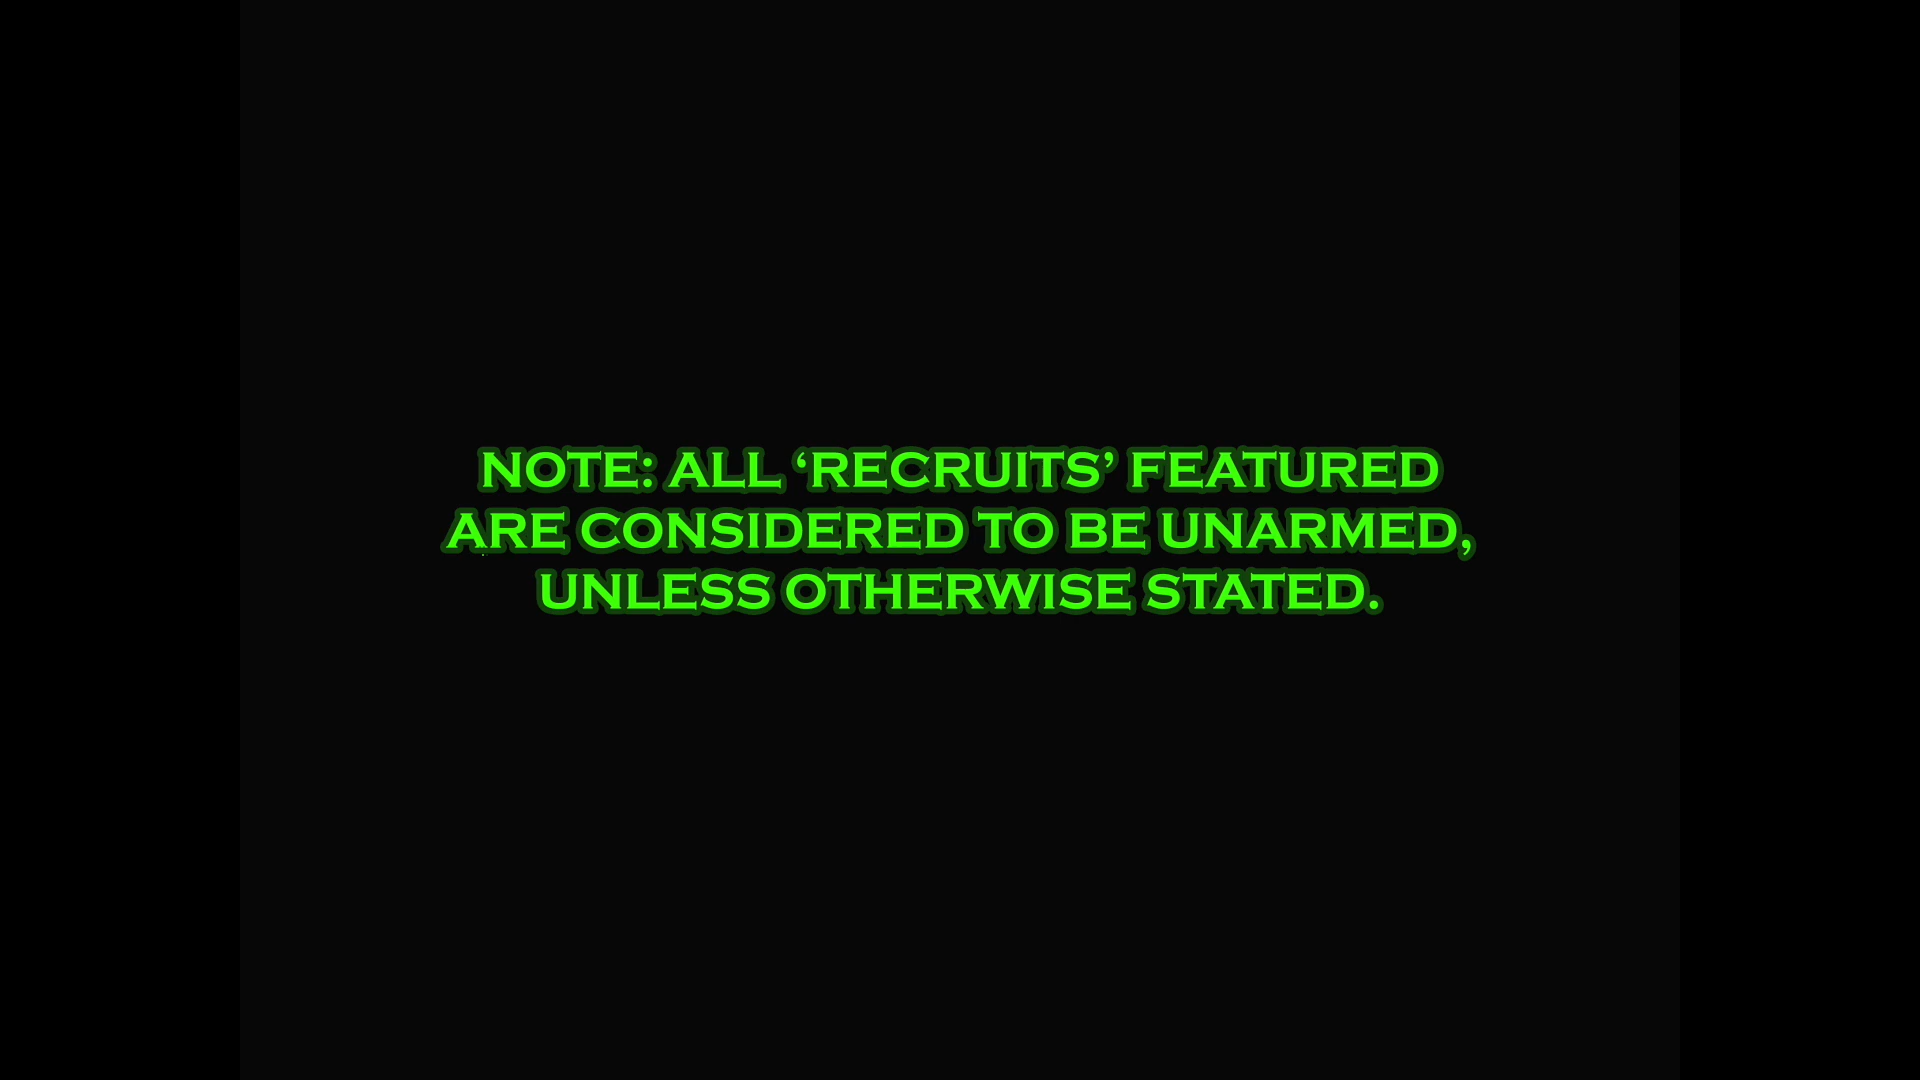 NOTE: ALL ‘RECRUITS’ FEATURED
ARE CONSIDERED TO BE UNARMED,
UNLESS OTHERWISE STATED.